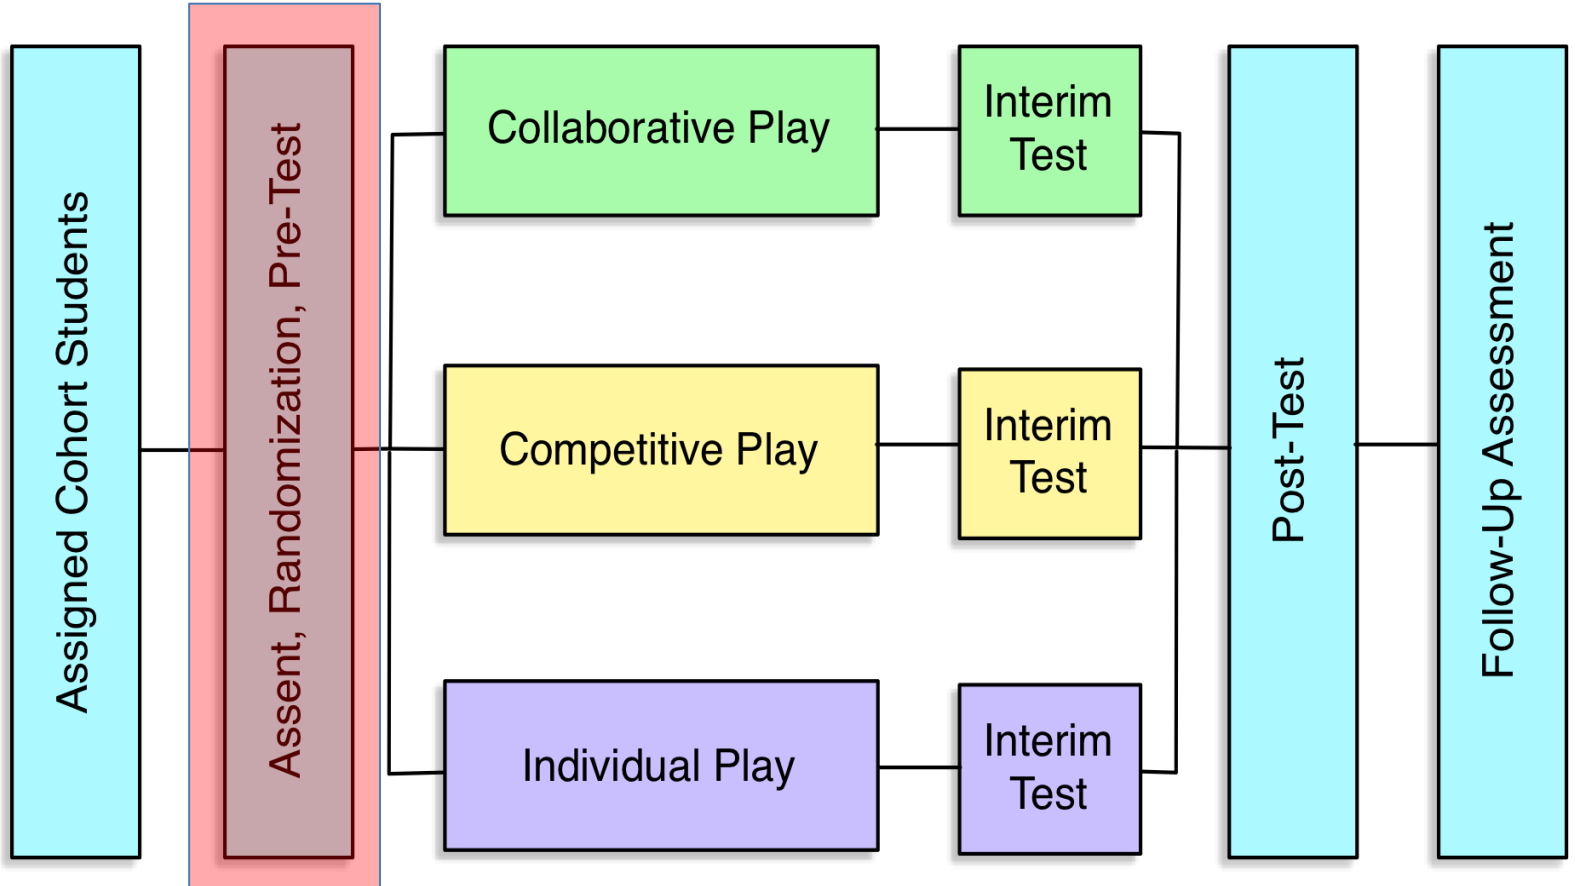 Assigned Cohort Students
Assent, Randomization, Pre-Test
Collaborative Play
Interim
Test
Competitive Play
Interim
Test
Individual Play
Interim
Test
Post-Test
Follow-Up Assessment